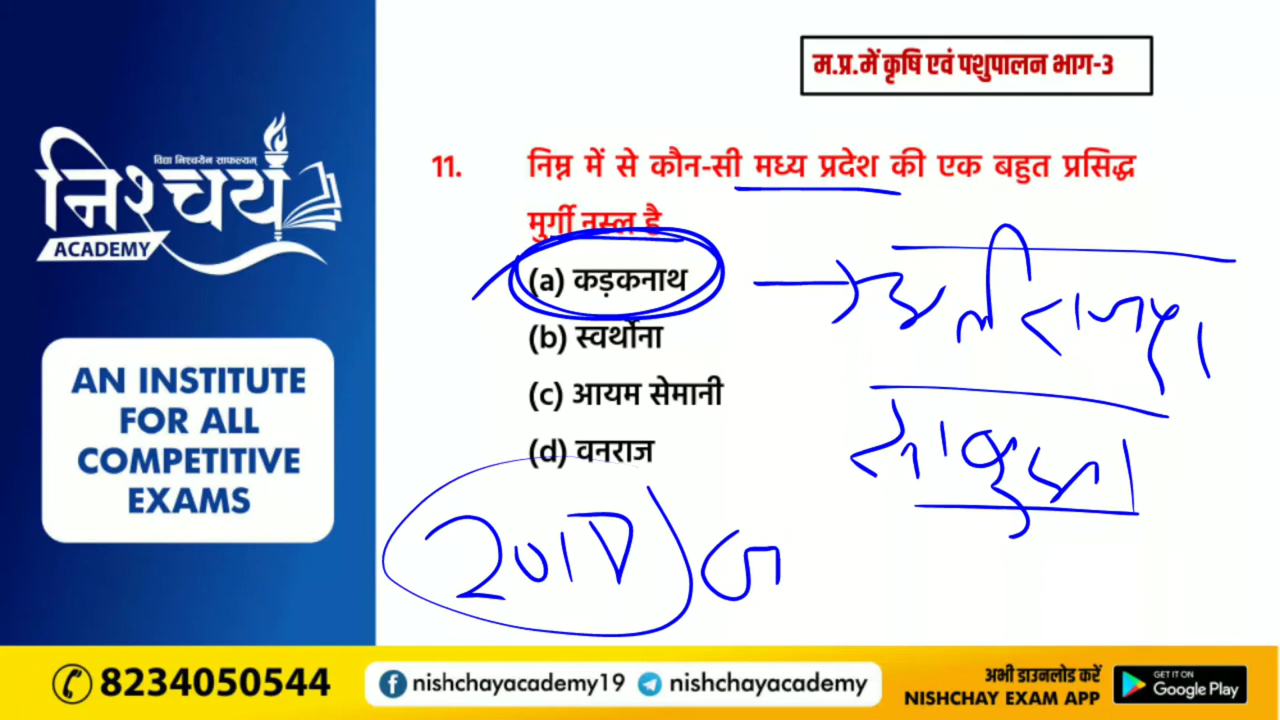 म.प्र.में कृषि एवं पशुपालन भाग-3
विद्या निश्चयेन साफल्यम्
निश्चय
ACADEMY
AN INSTITUTE
FOR ALL
COMPETITIVE
EXAMS
11. निम्न में से कौन-सी मध्य प्रदेश की एक बहुत प्रसिद्ध
मुर्गी नस्ल है
(a) कड़कनाथ
(b) स्वर्थोना
(c) आयम सेमानी
(d) वनराज
8234050544
nishchayacademy19
nishchayacademy
अभी डाउनलोड करें
NISHCHAY EXAM APP
GET IT ON
Google Play